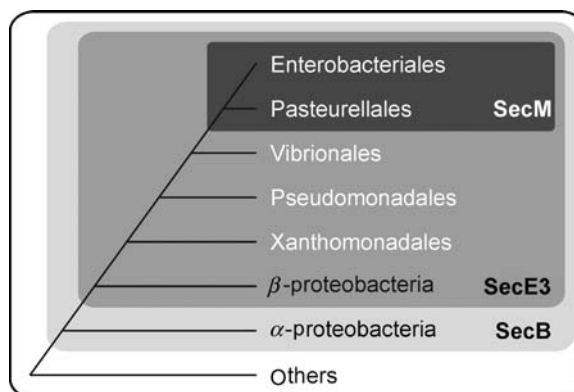 Enterobacteriales
Pasteurellales SecM
Vibrionales
Pseudomonadales
Xanthomonadales
β-proteobacteria SecE3
α-proteobacteria SecB
Others